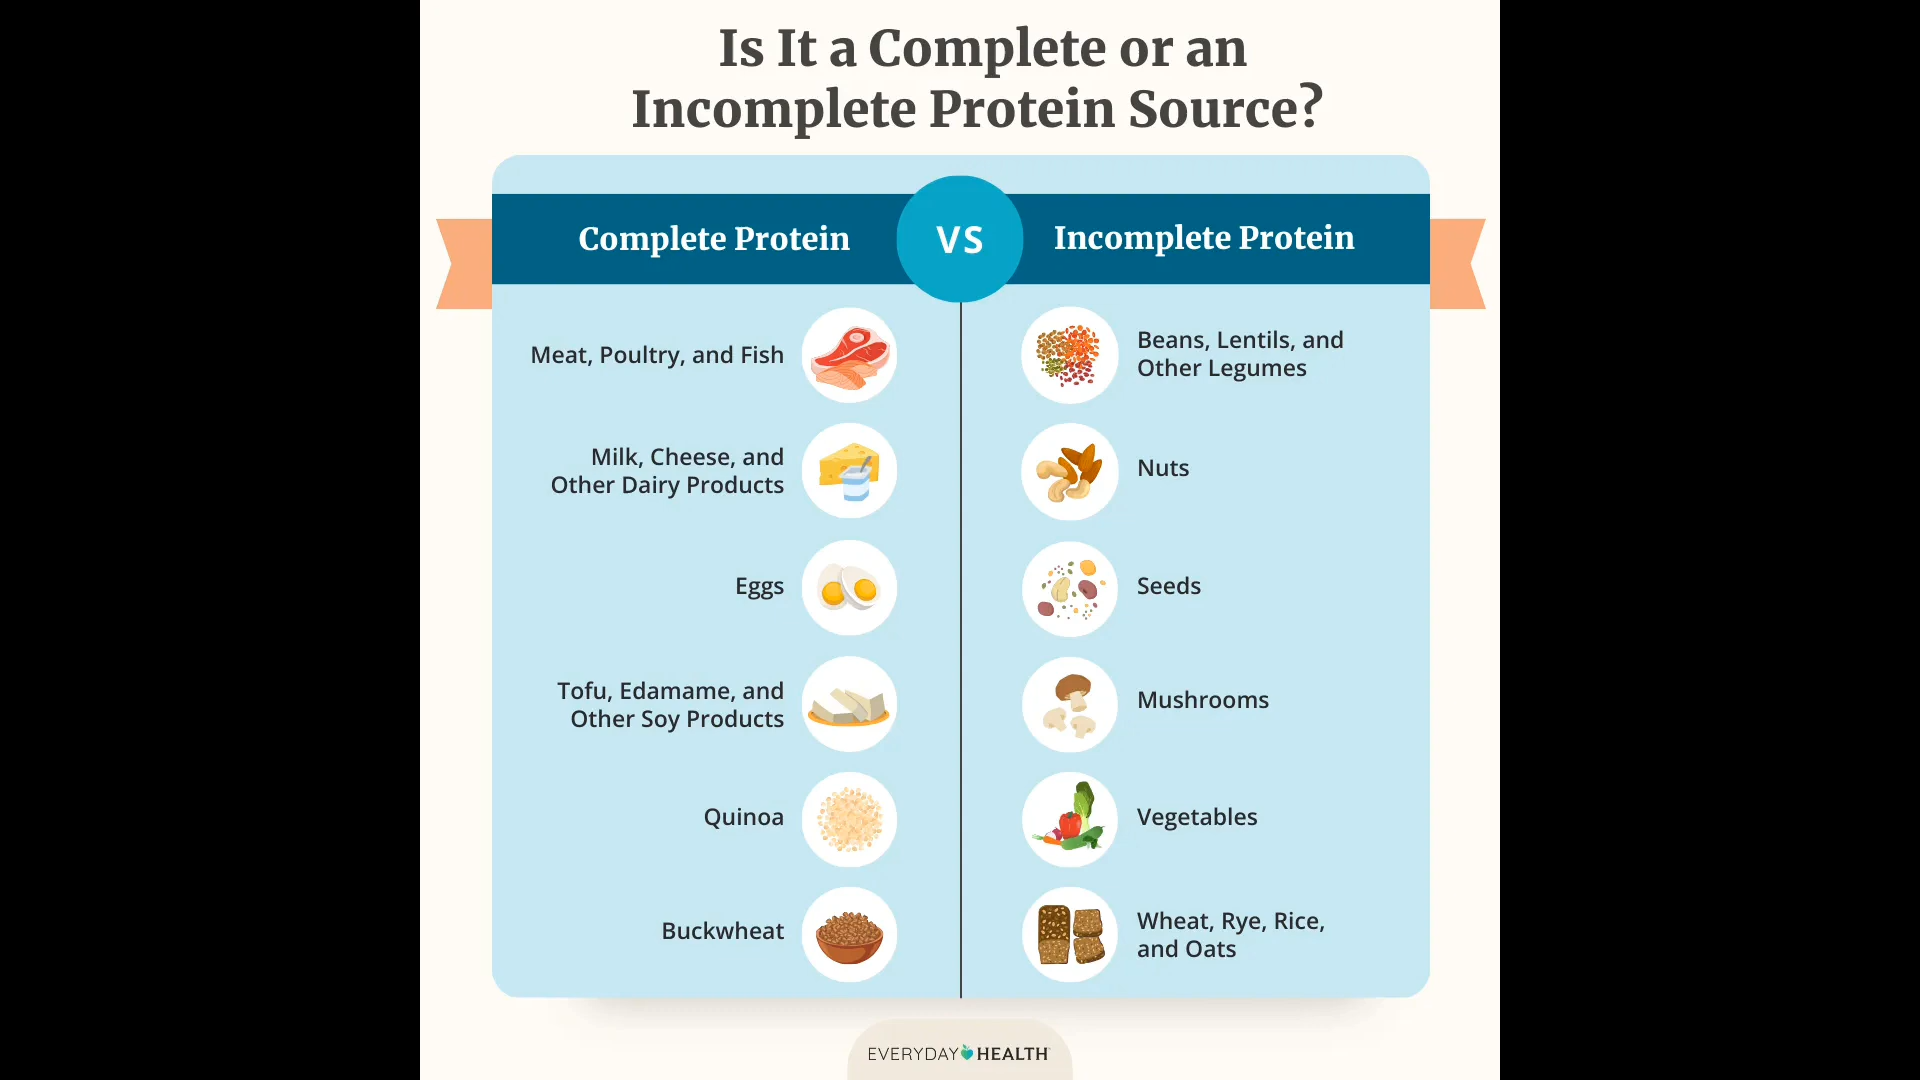 Is It a Complete or an
Incomplete Protein Source?
Complete Protein
VS
Incomplete Protein
Meat, Poultry, and Fish
Milk, Cheese, and
Other Dairy Products
Eggs
Tofu, Edamame, and
Other Soy Products
Quinoa
Buckwheat
Beans, Lentils, and
Other Legumes
Nuts
Seeds
Mushrooms
Vegetables
Wheat, Rye, Rice,
and Oats
EVERYDAY HEALTH